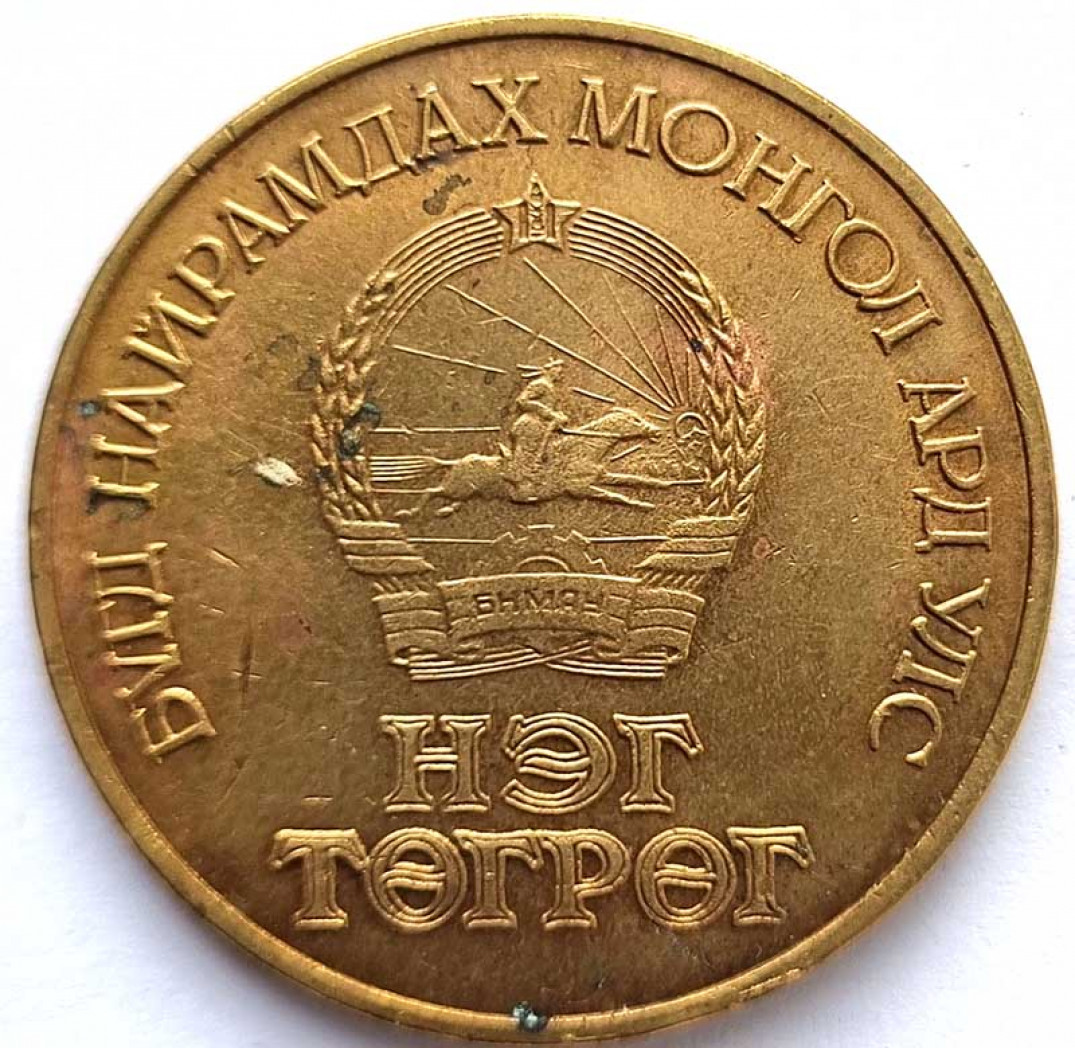 БҮГД НАЙРАМДАХ МОНГОЛ АРД УЛС
БНМАУ
НЭГ
ТӨГРӨГ